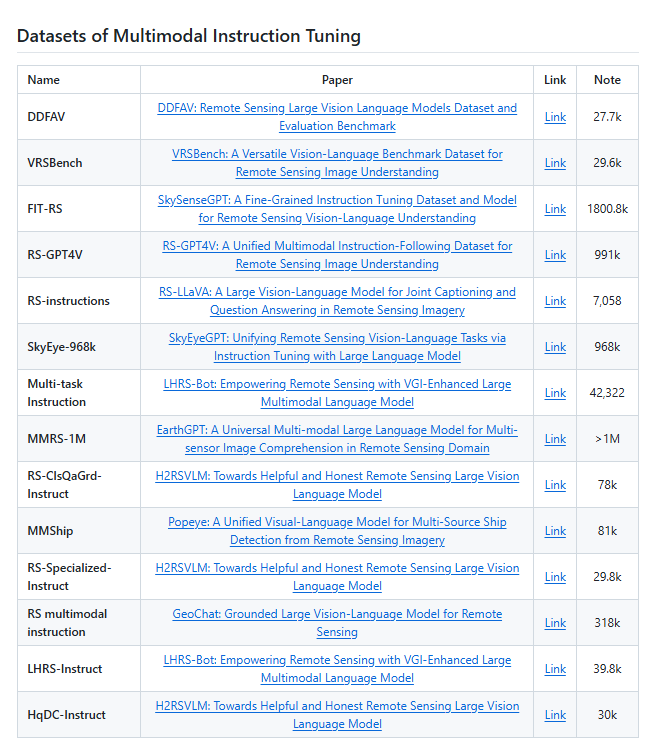 Datasets of Multimodal Instruction Tuning
Name Paper Link Note
DDFAV DDFAV: Remote Sensing Large Vision Language Models Dataset and Evaluation Benchmark Link 27.7k
VRSBench VRSBench: A Versatile Vision-Language Benchmark Dataset for Remote Sensing Image Understanding Link 29.6k
FIT-RS SkySenseGPT: A Fine-Grained Instruction Tuning Dataset and Model for Remote Sensing Vision-Language Understanding Link 1800.8k
RS-GPT4V RS-GPT4V: A Unified Multimodal Instruction-Following Dataset for Remote Sensing Image Understanding Link 991k
RS-instructions RS-LLaVA: A Large Vision-Language Model for Joint Captioning and Question Answering in Remote Sensing Imagery Link 7,058
SkyEye-968k SkyEyeGPT: Unifying Remote Sensing Vision-Language Tasks via Instruction Tuning with Large Language Model Link 968k
Multi-task Instruction LHRS-Bot: Empowering Remote Sensing with VGI-Enhanced Large Multimodal Language Model Link 42,322
MMRS-1M EarthGPT: A Universal Multi-modal Large Language Model for Multi-sensor Image Comprehension in Remote Sensing Domain Link >1M
RS-ClsQaGrd-Instruct H2RSVLM: Towards Helpful and Honest Remote Sensing Large Vision Language Model Link 78k
MMShip Popeye: A Unified Visual-Language Model for Multi-Source Ship Detection from Remote Sensing Imagery Link 81k
RS-Specialized-Instruct H2RSVLM: Towards Helpful and Honest Remote Sensing Large Vision Language Model Link 29.8k
RS multimodal instruction GeoChat: Grounded Large Vision-Language Model for Remote Sensing Link 318k
LHRS-Instruct LHRS-Bot: Empowering Remote Sensing with VGI-Enhanced Large Multimodal Language Model Link 39.8k
HqDC-Instruct H2RSVLM: Towards Helpful and Honest Remote Sensing Large Vision Language Model Link 30k